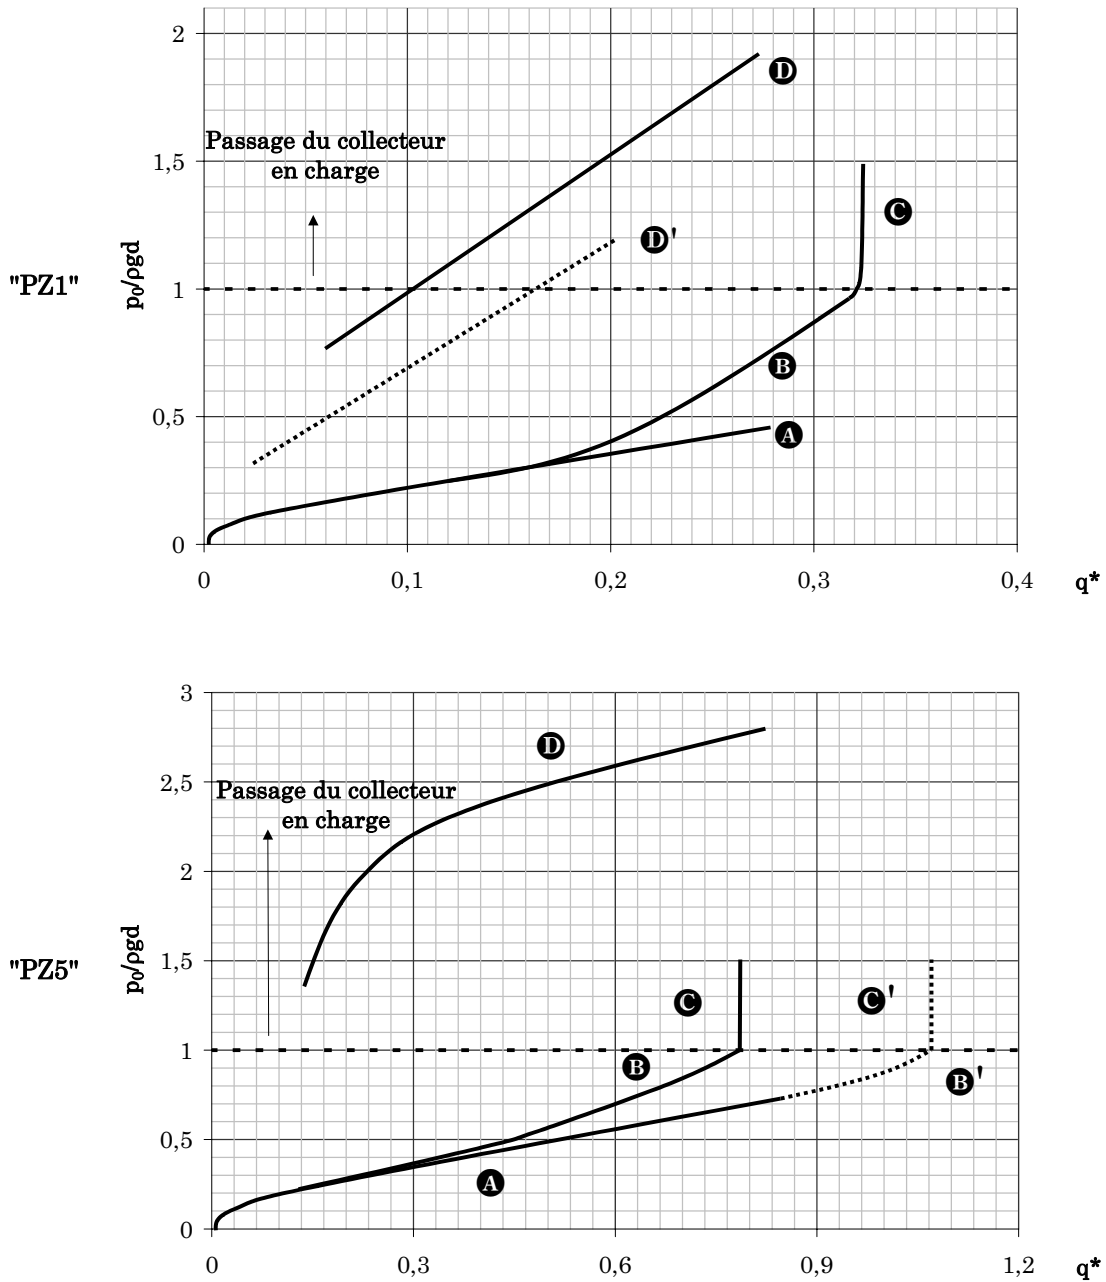 2
D
Passage du collecteur
en charge
1,5
C
D'
"PZ1"
p0/ρgd
1
B
0,5
A
0
0 0,1 0,2 0,3 0,4 q*
3
D
2,5
Passage du collecteur
en charge
2
"PZ5"
p0/ρgd
1,5
C
C'
1
B
B'
0,5
A
0
0 0,3 0,6 0,9 1,2 q*